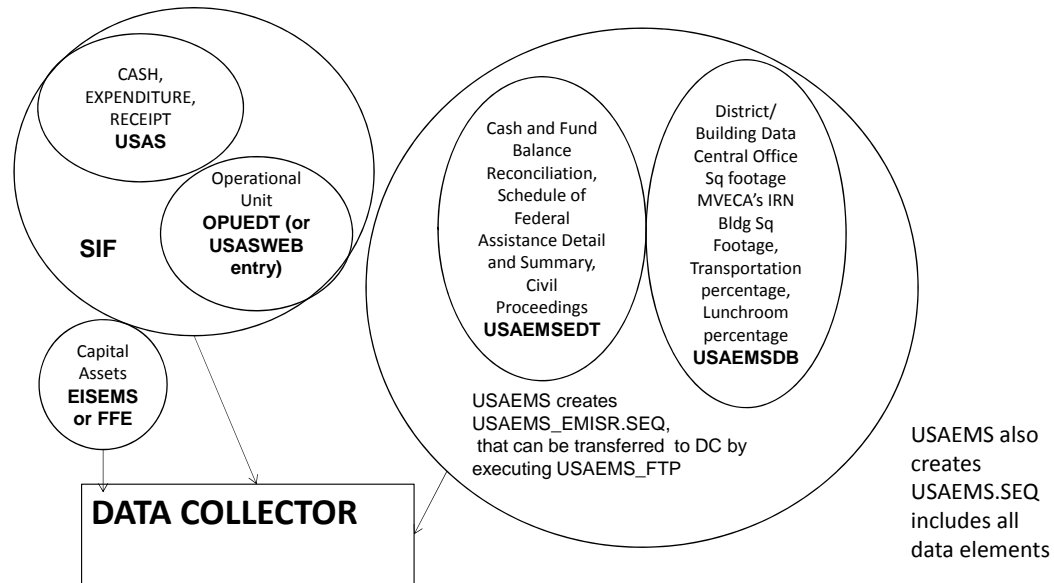 CASH,
EXPENDITURE,
RECEIPT
USAS
Operational
Unit
OPUEDT (or
USASWEB
entry)
SIF
Capital
Assets
EISEMS
or FFE
Cash and Fund
Balance
Reconciliation,
Schedule of
Federal
Assistance Detail
and Summary,
Civil
Proceedings
USAEMSEDT
District/
Building Data
Central Office
Sq footage
MVECA's IRN
Bldg Sq
Footage,
Transportation
percentage,
Lunchroom
percentage
USAEMSDB
USAEMS creates
USAEMS_EMISR.SEQ,
that can be transferred to DC by
executing USAEMS_FTP
DATA COLLECTOR
USAEMS also
creates
USAEMS.SEQ
includes all
data elements